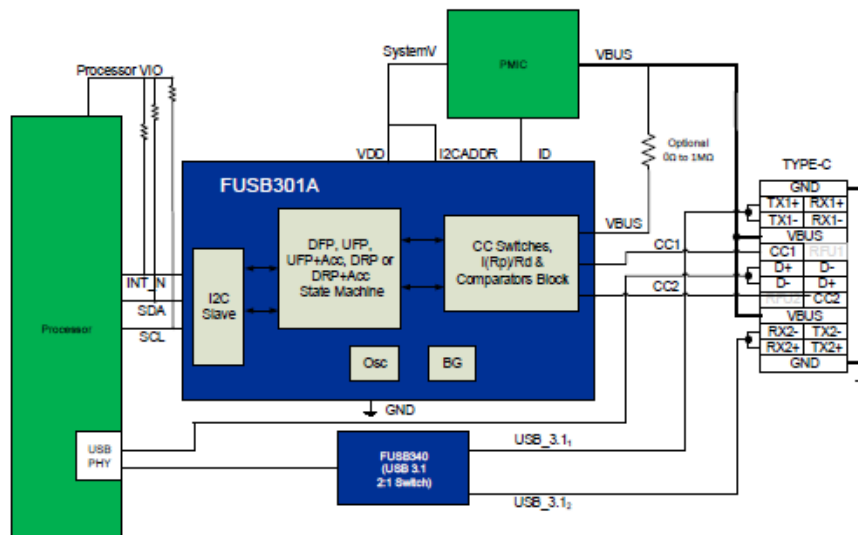 SystemV
PMIC
VBUS
Processor VIO
Optional
0Ω to 1MΩ
VDD
I2CADDR
ID
TYPE-C
FUSB301A
GND
TX1+ RX1+
TX1- RX1-
VBUS
VBUS
DFP, UFP,
UFP+Acc, DRP or
DRP+Acc
State Machine
CC Switches,
I(Rp)/Rd &
Comparators Block
CC1
CC1 RFU1
D+ D-
D- D+
CC2
RFU2 CC2
INT_N
I2C
Slave
SDA
SCL
Processor
VBUS
RX2- TX2-
RX2+ TX2+
GND
Osc
BG
GND
USB
PHY
FUSB340
(USB 3.1
2:1 Switch)
USB_3.1₁
USB_3.1₂